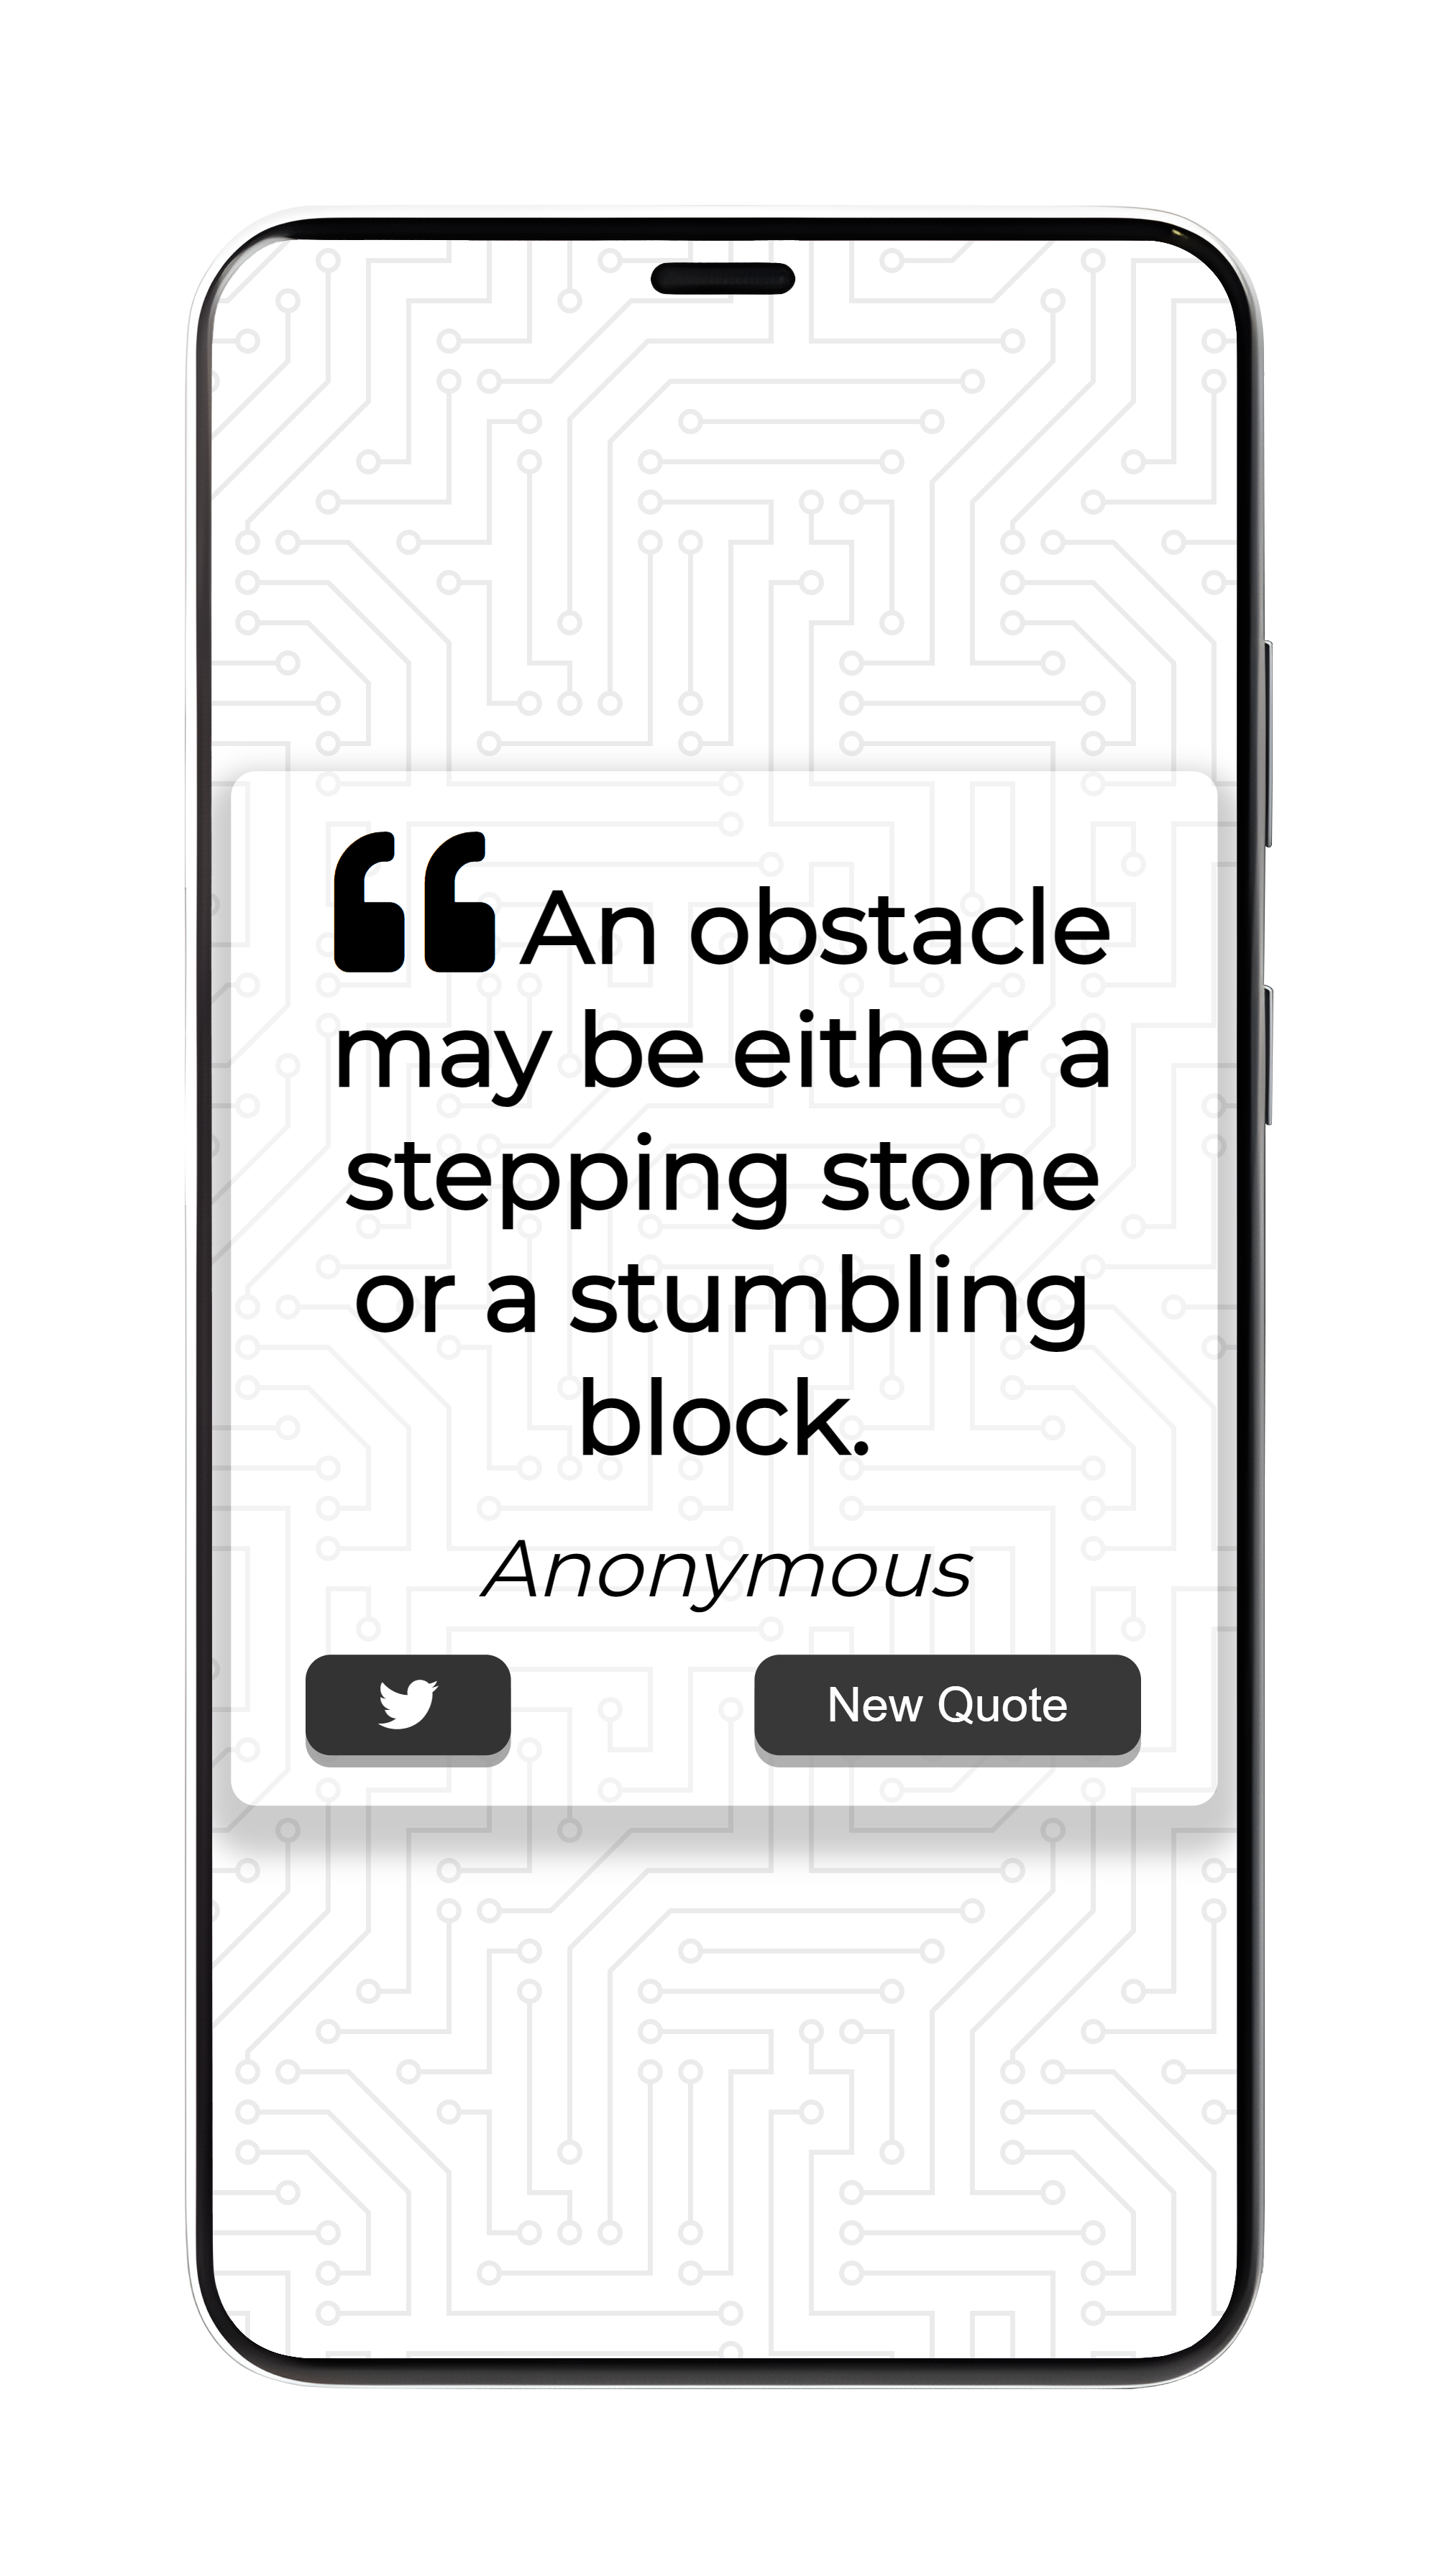 ❝ An obstacle
may be either a
stepping stone
or a stumbling
block.
Anonymous
New Quote